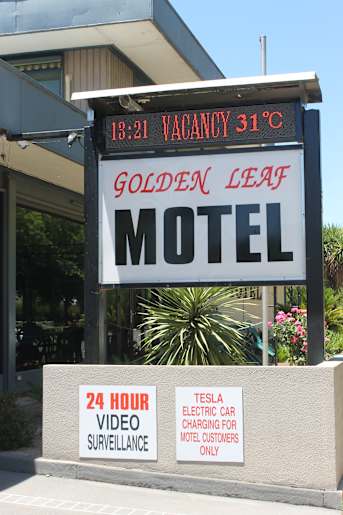 13:21 VACANCY 31°C
GOLDEN LEAF
MOTEL
24 HOUR
VIDEO
SURVEILLANCE
TESLA
ELECTRIC CAR
CHARGING FOR
MOTEL CUSTOMERS
ONLY